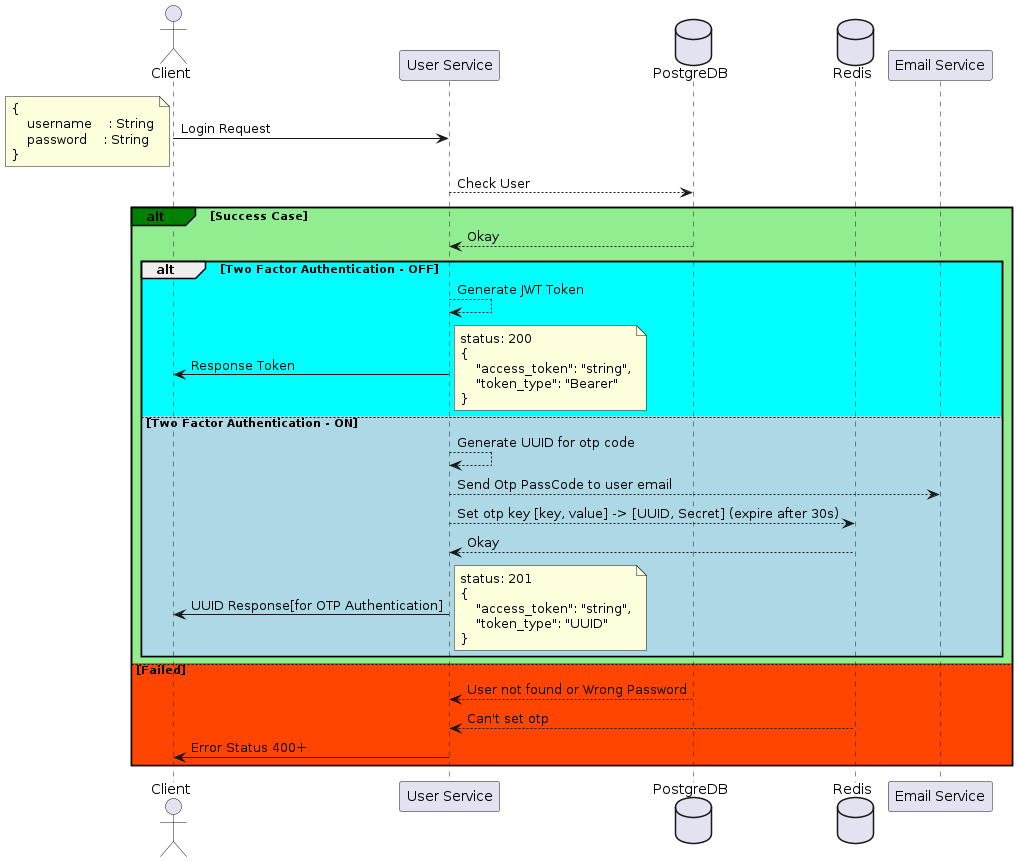 Client
User Service
PostgreDB
Redis
Email Service
{
username : String
password : String
}
Login Request
Check User
alt [Success Case]
Okay
alt [Two Factor Authentication - OFF]
Generate JWT Token
status: 200
{
"access_token": "string",
"token_type": "Bearer"
}
Response Token
[Two Factor Authentication - ON]
Generate UUID for otp code
Send Otp PassCode to user email
Set otp key [key, value] -> [UUID, Secret] (expire after 30s)
Okay
status: 201
{
"access_token": "string",
"token_type": "UUID"
}
UUID Response[for OTP Authentication]
[Failed]
User not found or Wrong Password
Can't set otp
Error Status 400+
Client
User Service
PostgreDB
Redis
Email Service